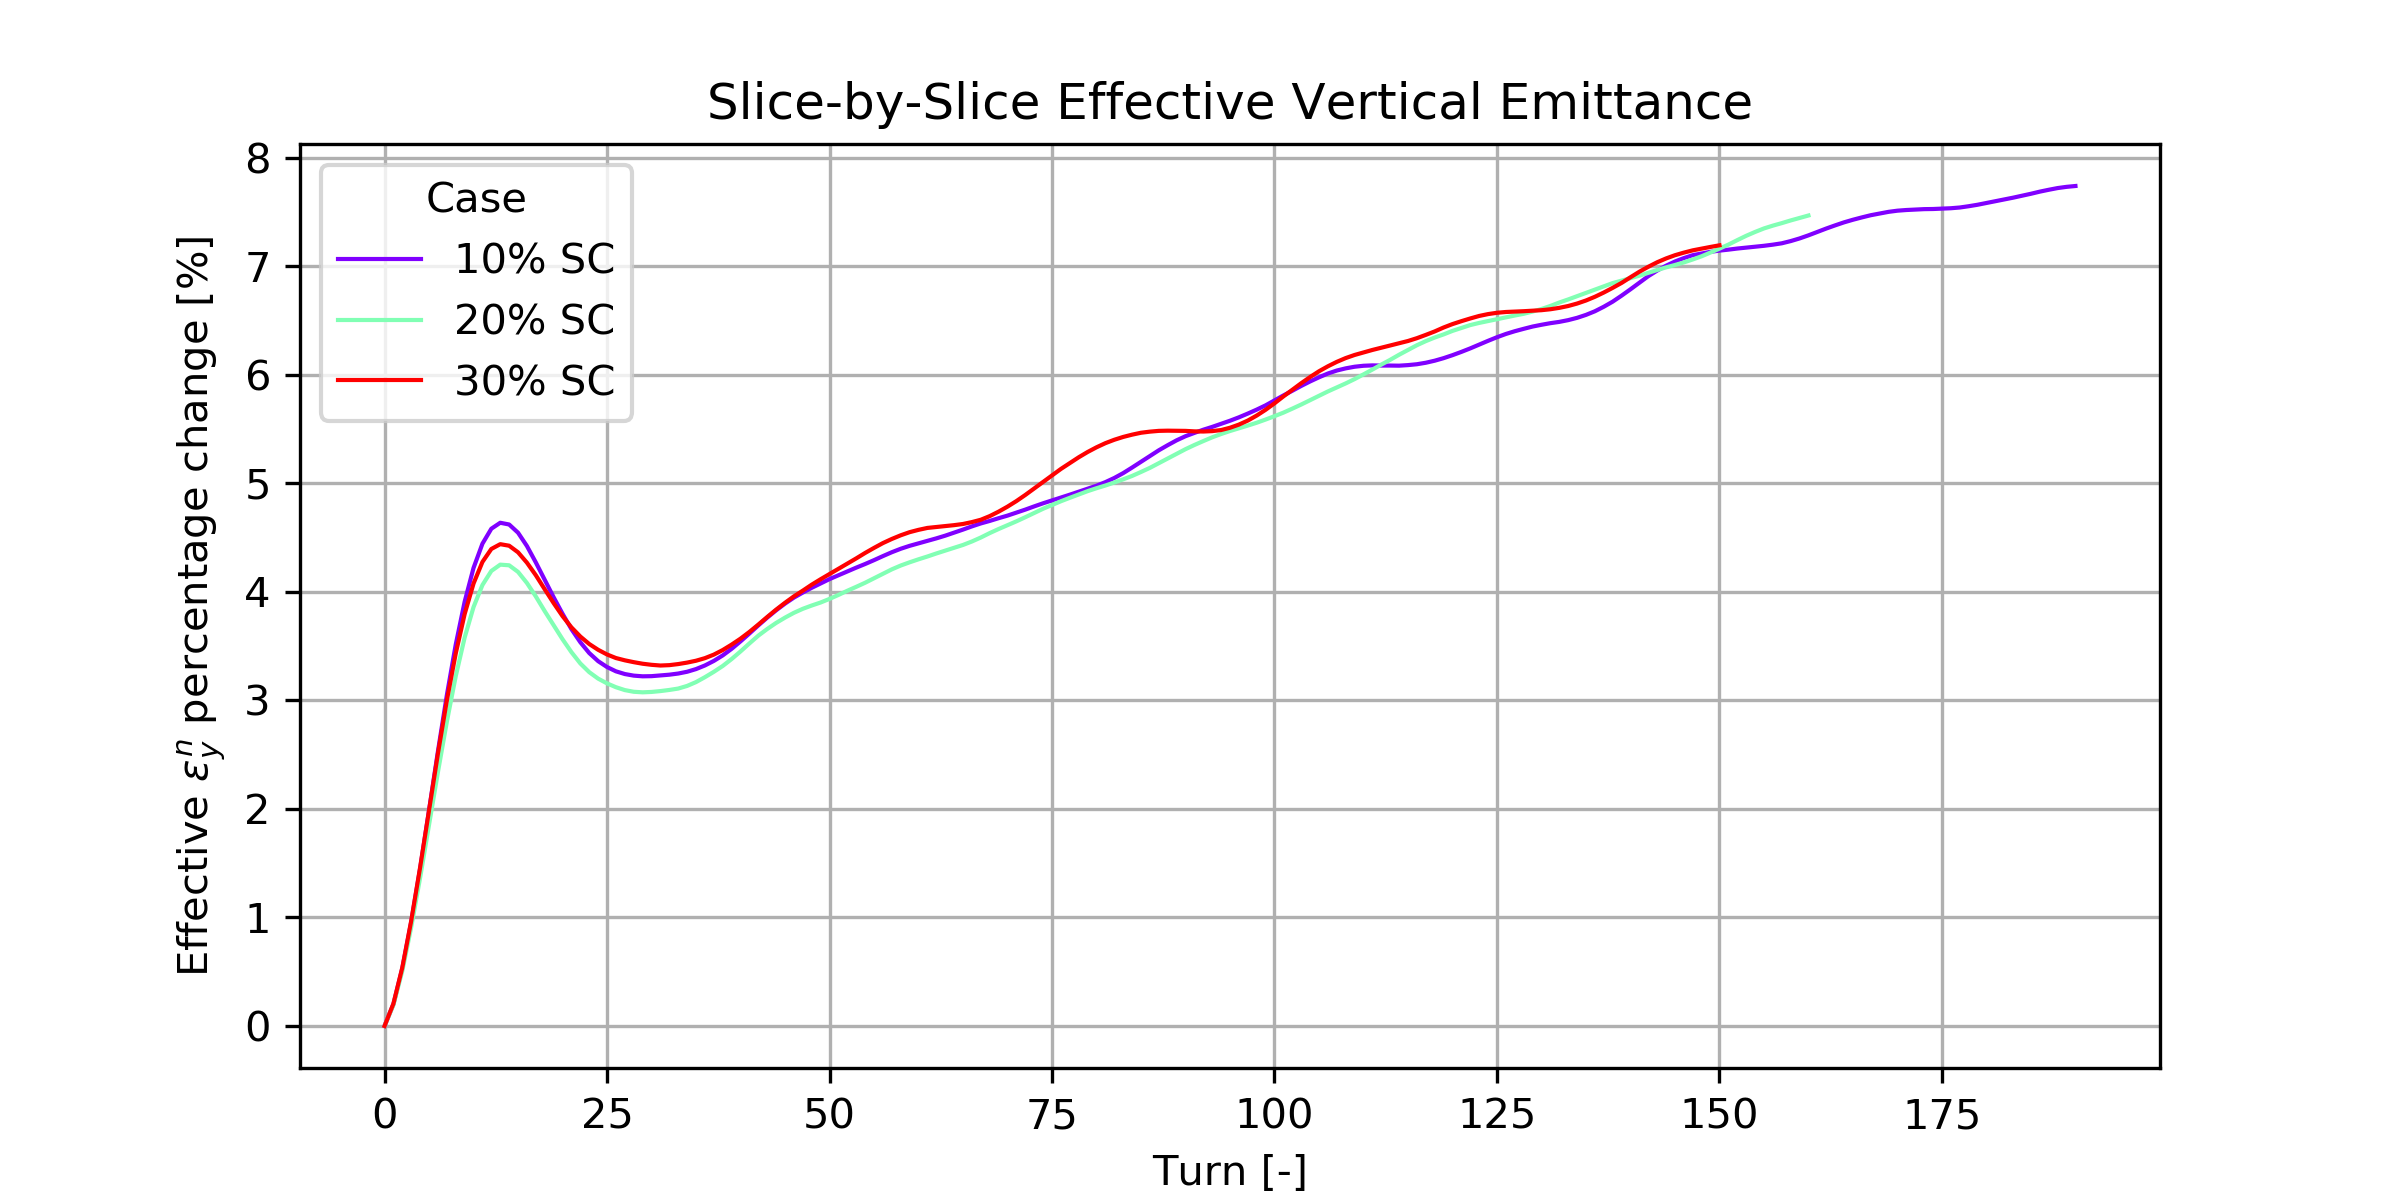 Slice-by-Slice Effective Vertical Emittance
Effective ε_y^n percentage change [%]
8
7
6
5
4
3
2
1
0
Case
10% SC
20% SC
30% SC
0 25 50 75 100 125 150 175
Turn [-]